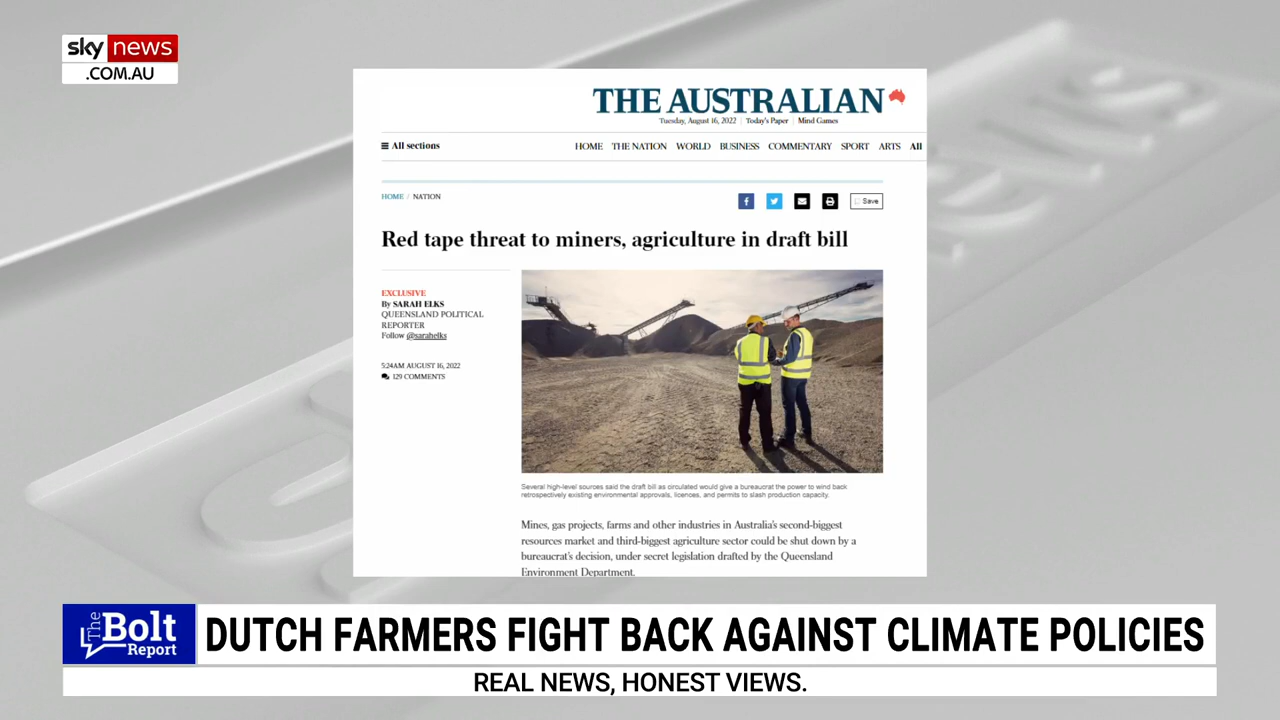 sky news
.COM.AU
THE AUSTRALIAN
Tuesday, August 16, 2022 | Today's Paper | Mind Games
All sections
HOME THE NATION WORLD BUSINESS COMMENTARY SPORT ARTS All
HOME / NATION
Save
Red tape threat to miners, agriculture in draft bill
EXCLUSIVE
By SARAH ELKS
QUEENSLAND POLITICAL
REPORTER
Follow @sarahelks
5:24AM AUGUST 16, 2022
129 COMMENTS
Several high-level sources said the draft bill as circulated would give a bureaucrat the power to wind back
retrospectively existing environmental approvals, licences, and permits to slash production capacity.
Mines, gas projects, farms and other industries in Australia's second-biggest
resources market and third-biggest agriculture sector could be shut down by a
bureaucrat's decision, under secret legislation drafted by the Queensland
Environment Department.
The Bolt Report
DUTCH FARMERS FIGHT BACK AGAINST CLIMATE POLICIES
REAL NEWS, HONEST VIEWS.